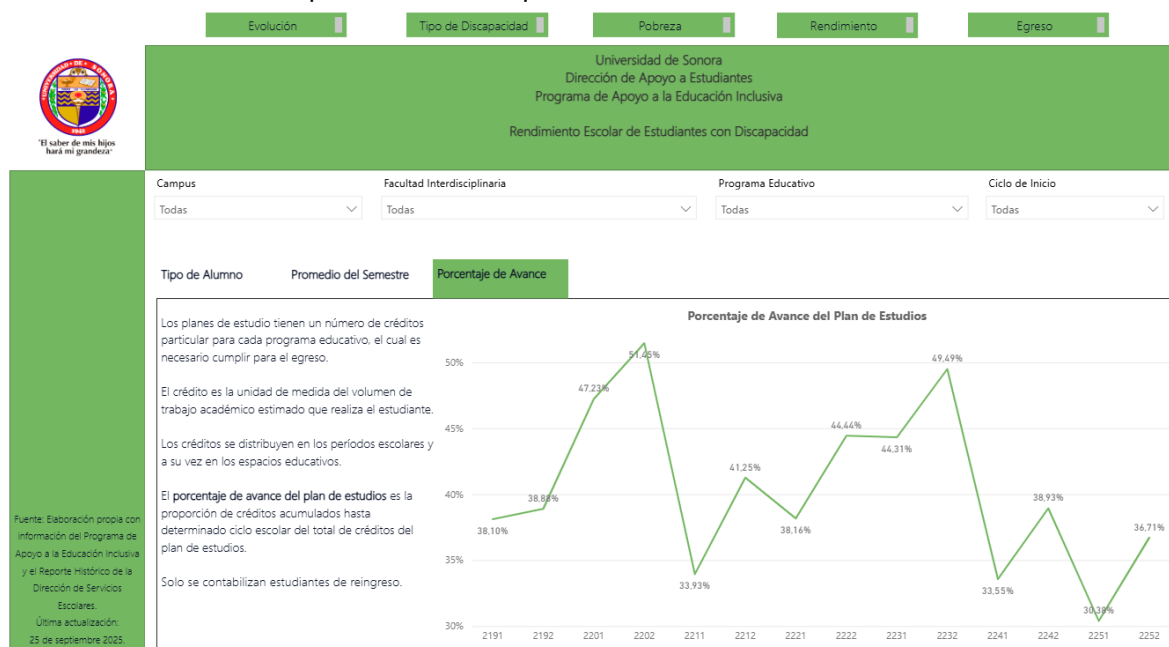 Evolución
Tipo de Discapacidad
Pobreza
Rendimiento
Egreso
Universidad de Sonora
Dirección de Apoyo a Estudiantes
Programa de Apoyo a la Educación Inclusiva
Rendimiento Escolar de Estudiantes con Discapacidad
"El saber de mis hijos
hará mi grandeza"
Campus
Todas
Facultad Interdisciplinaria
Todas
Programa Educativo
Todas
Ciclo de Inicio
Todas
Tipo de Alumno
Promedio del Semestre
Porcentaje de Avance
Los planes de estudio tienen un número de créditos
particular para cada programa educativo, el cual es
necesario cumplir para el egreso.
El crédito es la unidad de medida del volumen de
trabajo académico estimado que realiza el estudiante.
Los créditos se distribuyen en los períodos escolares y
a su vez en los espacios educativos.
El porcentaje de avance del plan de estudios es la
proporción de créditos acumulados hasta
determinado ciclo escolar del total de créditos del
plan de estudios.
Solo se contabilizan estudiantes de reingreso.
Porcentaje de Avance del Plan de Estudios
50%
45%
40%
35%
30%
38,10%
38,88%
47,23%
51,45%
33,93%
41,25%
38,16%
44,44%
44,31%
49,49%
33,55%
38,93%
30,38%
36,71%
2191
2192
2201
2202
2211
2212
2221
2222
2231
2232
2241
2242
2251
2252
Fuente: Elaboración propia con
información del Programa de
Apoyo a la Educación Inclusiva
y el Reporte Histórico de la
Dirección de Servicios
Escolares.
Última actualización:
25 de septiembre 2025.